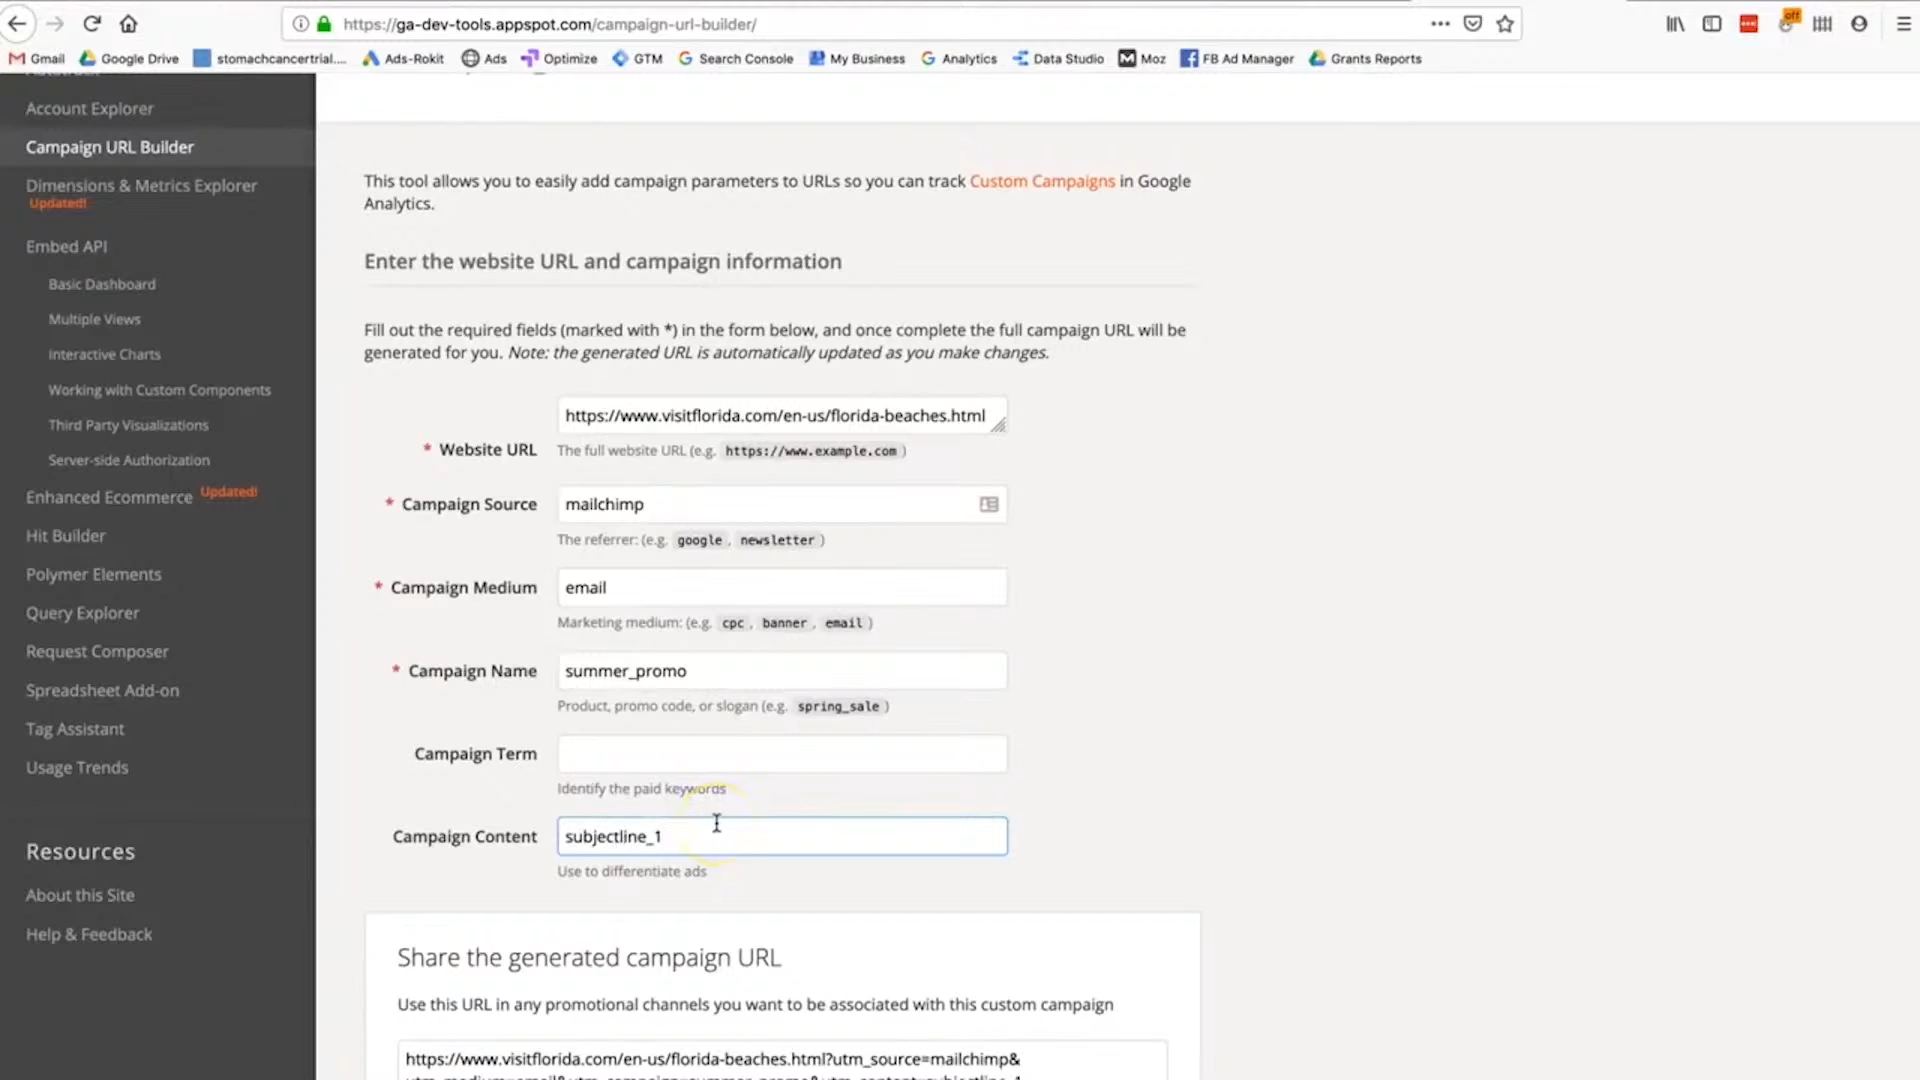 https://ga-dev-tools.appspot.com/campaign-url-builder/
off
Gmail
Google Drive
stomachcancertrial....
Ads-Rokit
Ads
Optimize
GTM
Search Console
My Business
Analytics
Data Studio
Moz
FB Ad Manager
Grants Reports
Account Explorer
Campaign URL Builder
Dimensions & Metrics Explorer
Updated!
Embed API
Basic Dashboard
Multiple Views
Interactive Charts
Working with Custom Components
Third Party Visualizations
Server-side Authorization
Enhanced Ecommerce Updated!
Hit Builder
Polymer Elements
Query Explorer
Request Composer
Spreadsheet Add-on
Tag Assistant
Usage Trends
Resources
About this Site
Help & Feedback
This tool allows you to easily add campaign parameters to URLs so you can track Custom Campaigns in Google
Analytics.
Enter the website URL and campaign information
Fill out the required fields (marked with *) in the form below, and once complete the full campaign URL will be
generated for you. Note: the generated URL is automatically updated as you make changes.
https://www.visitflorida.com/en-us/florida-beaches.html
* Website URL
The full website URL (e.g. https://www.example.com )
* Campaign Source
mailchimp
The referrer: (e.g. google , newsletter )
* Campaign Medium
email
Marketing medium: (e.g. cpc , banner , email )
* Campaign Name
summer_promo
Product, promo code, or slogan (e.g. spring_sale )
Campaign Term
Identify the paid keywords
Campaign Content
subjectline_1
Use to differentiate ads
Share the generated campaign URL
Use this URL in any promotional channels you want to be associated with this custom campaign
https://www.visitflorida.com/en-us/florida-beaches.html?utm_source=mailchimp&
utm_medium=email&utm_campaign=summer_promo&utm_content=subjectline_1